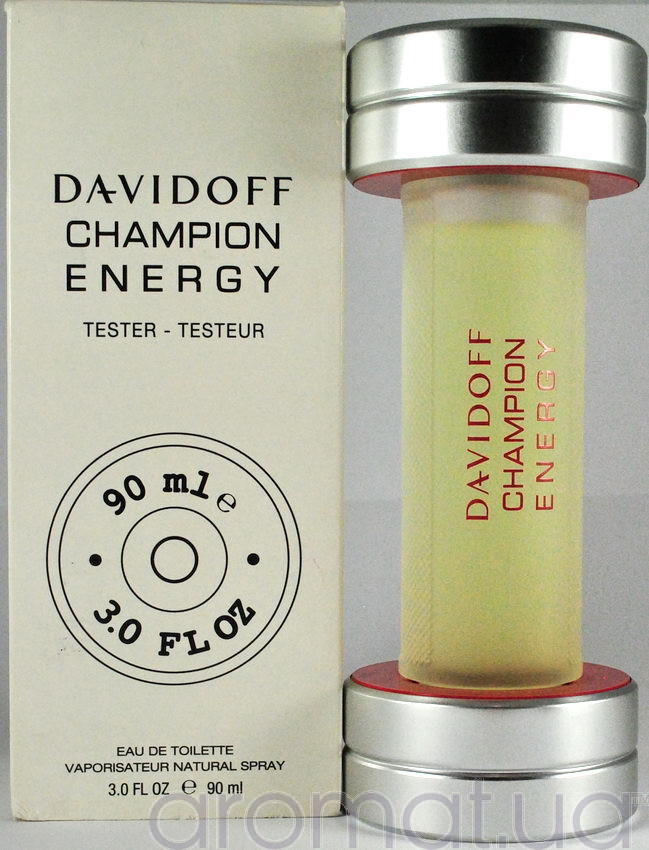 DAVIDOFF
CHAMPION
ENERGY
TESTER - TESTEUR
90 ml e
3.0 FL OZ
EAU DE TOILETTE
VAPORISATEUR NATURAL SPRAY
3.0 FL OZ e 90 ml
DAVIDOFF
CHAMPION
ENERGY
aromat.ua™